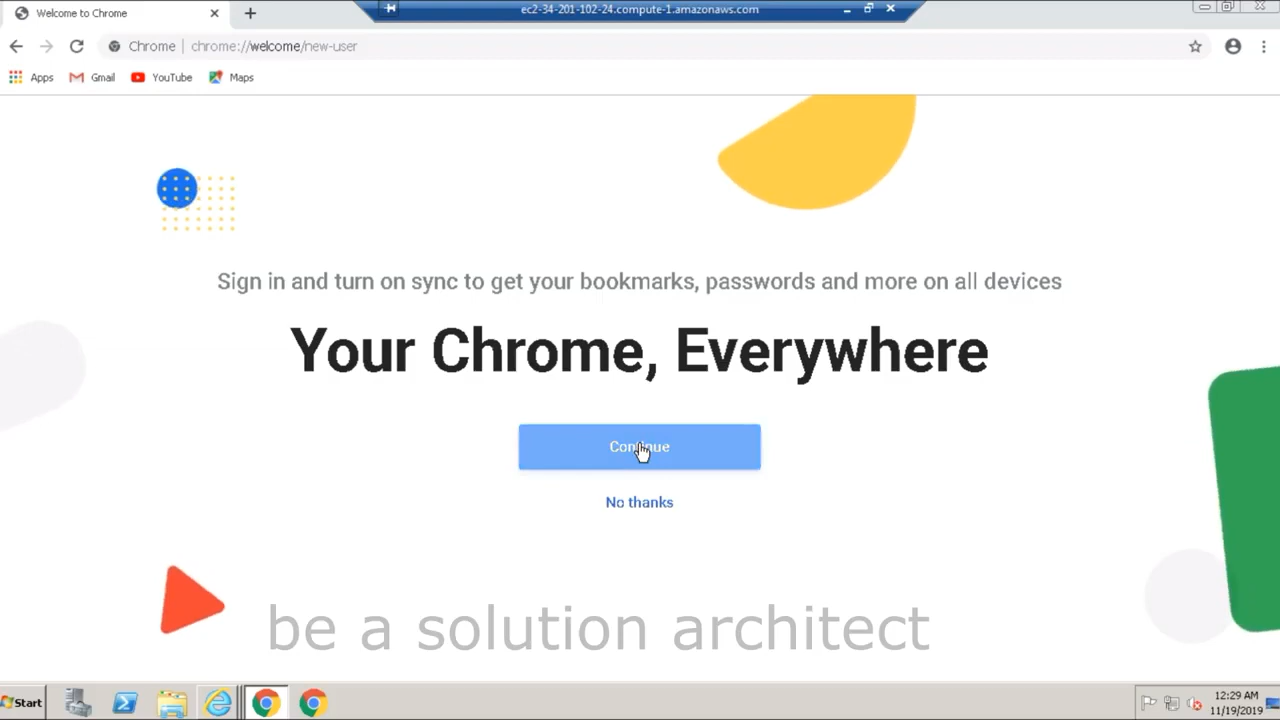 Welcome to Chrome
ec2-34-201-102-24.compute-1.amazonaws.com
Chrome | chrome://welcome/new-user
Apps Gmail YouTube Maps
Sign in and turn on sync to get your bookmarks, passwords and more on all devices
Your Chrome, Everywhere
Continue
No thanks
be a solution architect
Start
12:29 AM
11/19/2019